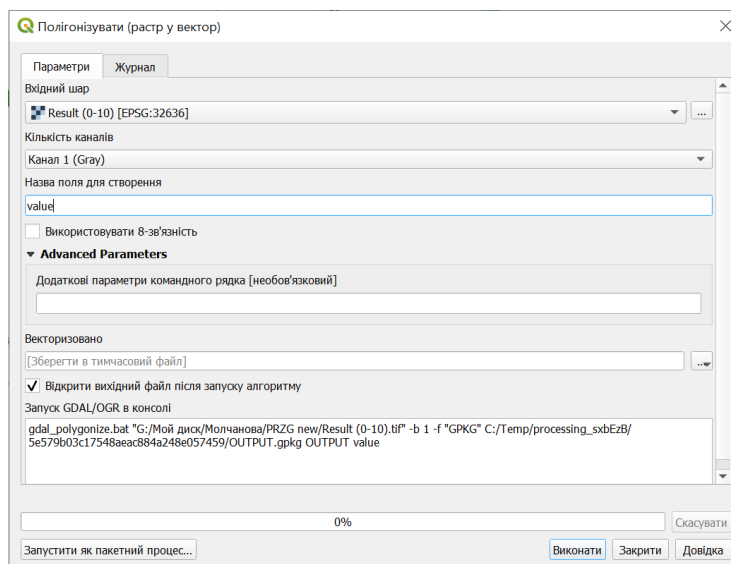 Полігонізувати (растр у вектор)
Параметри
Журнал
Вхідний шар
Result (0-10) [EPSG:32636]
...
Кількість каналів
Канал 1 (Gray)
Назва поля для створення
value
Використовувати 8-зв'язність
Advanced Parameters
Додаткові параметри командного рядка [необов'язковий]
Векторизовано
[Зберегти в тимчасовий файл]
...
Відкрити вихідний файл після запуску алгоритму
Запуск GDAL/OGR в консолі
gdal_polygonize.bat "G:/Мой диск/Молчанова/PRZG new/Result (0-10).tif" -b 1 -f "GPKG" C:/Temp/processing_sxbEzB/
5e579b03c17548aeac884a248e057459/OUTPUT.gpkg OUTPUT value
0%
Скасувати
Запустити як пакетний процес...
Виконати
Закрити
Довідка